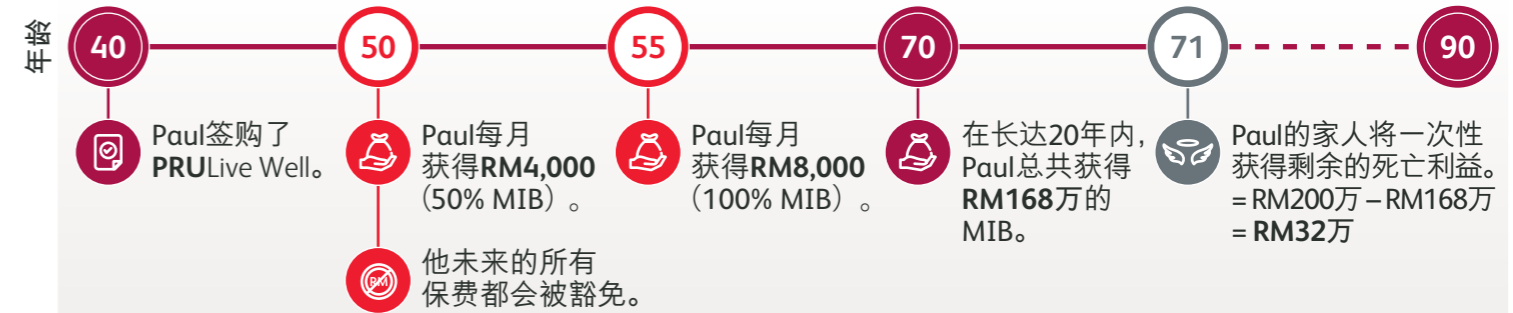 年龄
40
50
55
70
71
90
Paul签购了
PRULive Well。
Paul每月
获得RM4,000
（50% MIB）。
RM
他未来的所有
保费都会被豁免。
Paul每月
获得RM8,000
（100% MIB）。
在长达20年内，
Paul总共获得
RM168万的
MIB。
Paul的家人将一次性
获得剩余的死亡利益。
= RM200万 – RM168万
= RM32万